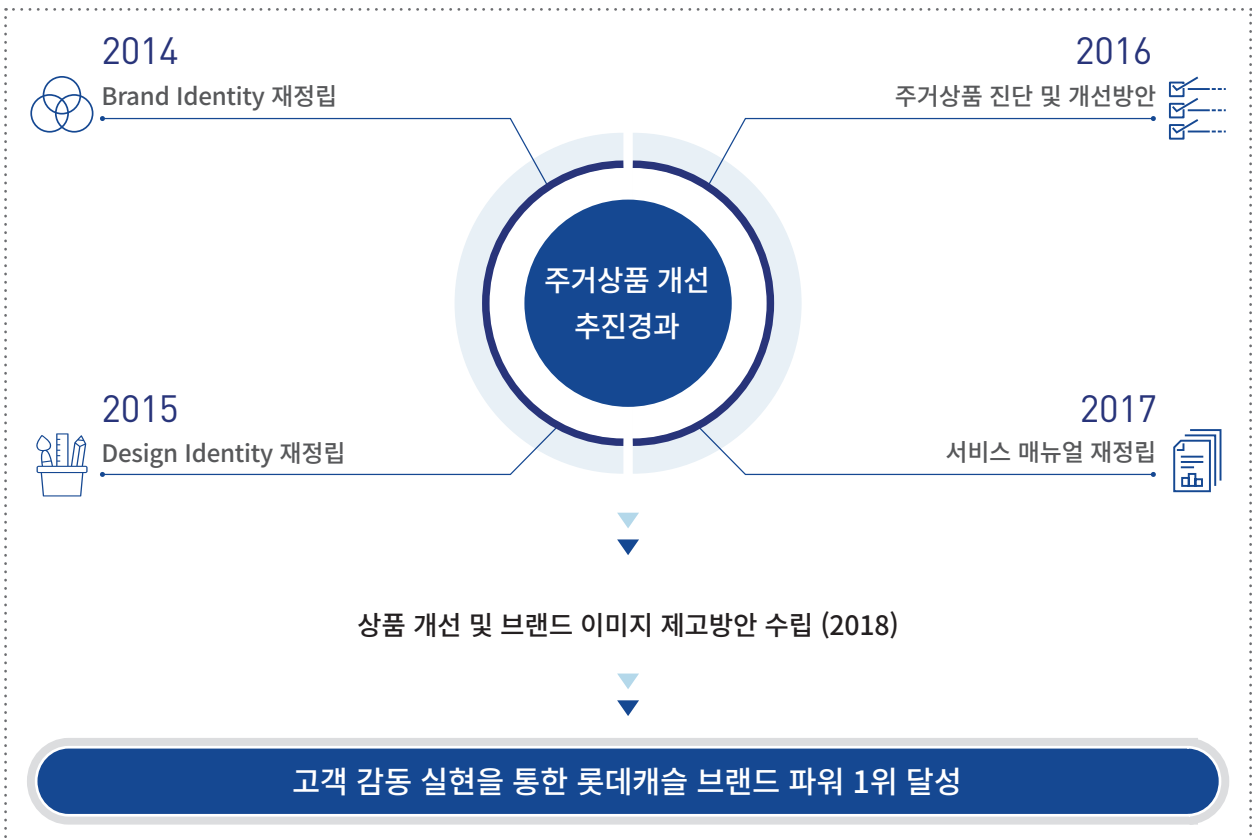 2014
Brand Identity 재정립
2016
주거상품 진단 및 개선방안
주거상품 개선
추진경과
2015
Design Identity 재정립
2017
서비스 매뉴얼 재정립
상품 개선 및 브랜드 이미지 제고방안 수립 (2018)
고객 감동 실현을 통한 롯데캐슬 브랜드 파워 1위 달성